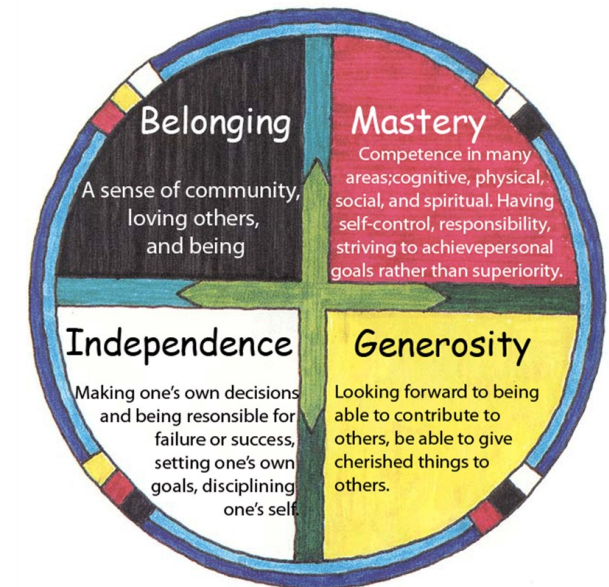 Belonging
A sense of community,
loving others,
and being
Mastery
Competence in many
areas;cognitive, physical,
social, and spiritual. Having
self-control, responsibility,
striving to achievepersonal
goals rather than superiority.
Independence
Making one's own decisions
and being resonsible for
failure or success,
setting one's own
goals, disciplining
one's self.
Generosity
Looking forward to being
able to contribute to
others, be able to give
cherished things to
others.